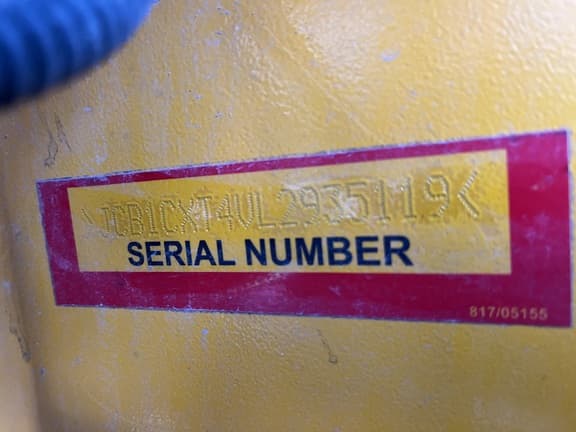 >JCB1CXT4VL2935119<
SERIAL NUMBER
817/05155